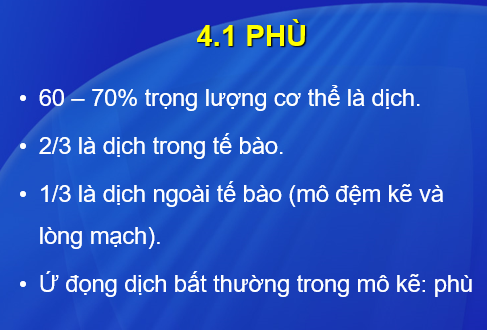 4.1 PHÙ
• 60 – 70% trọng lượng cơ thể là dịch.
• 2/3 là dịch trong tế bào.
• 1/3 là dịch ngoài tế bào (mô đệm kẽ và
lòng mạch).
• Ứ đọng dịch bất thường trong mô kẽ: phù